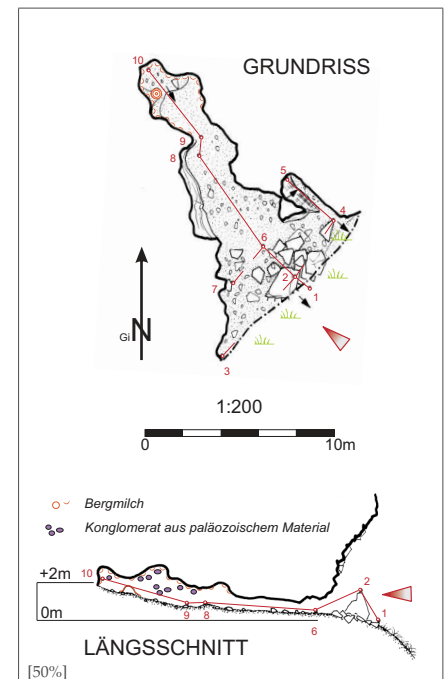 GRUNDRISS
10
9
8
5
4
6
7
2
1
3
GiN
1:200
0 10m
Bergmilch
Konglomerat aus paläozoischem Material
+2m
10
2
0m
9 8
6
1
LÄNGSSCHNITT
[50%]